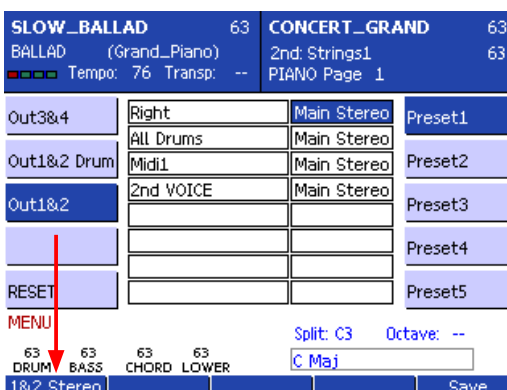 SLOW_BALLAD 63 CONCERT_GRAND 63
BALLAD (Grand_Piano) 2nd: Strings1 63
Tempo: 76 Transp: -- PIANO Page 1
Out3&4 Right Main Stereo Preset1
All Drums Main Stereo
Out1&2 Drum Midi1 Main Stereo Preset2
2nd VOICE Main Stereo
Out1&2 Preset3
Preset4
RESET Preset5
MENU
Split: C3 Octave: --
63 63 63 63
DRUM BASS CHORD LOWER C Maj
1&2 Stereo Save